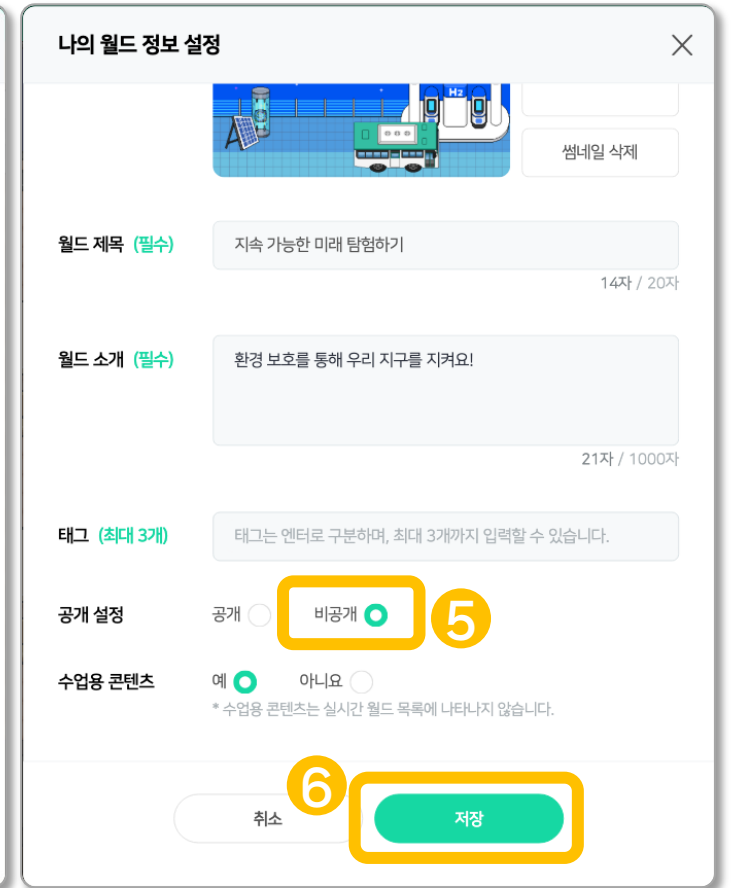 나의 월드 정보 설정
H2
썸네일 삭제
월드 제목 (필수)
지속 가능한 미래 탐험하기
14자 / 20자
월드 소개 (필수)
환경 보호를 통해 우리 지구를 지켜요!
21자 / 1000자
태그 (최대 3개)
태그는 엔터로 구분하며, 최대 3개까지 입력할 수 있습니다.
공개 설정 공개 비공개 5
수업용 콘텐츠 예 아니요
* 수업용 콘텐츠는 실시간 월드 목록에 나타나지 않습니다.
6
취소 저장